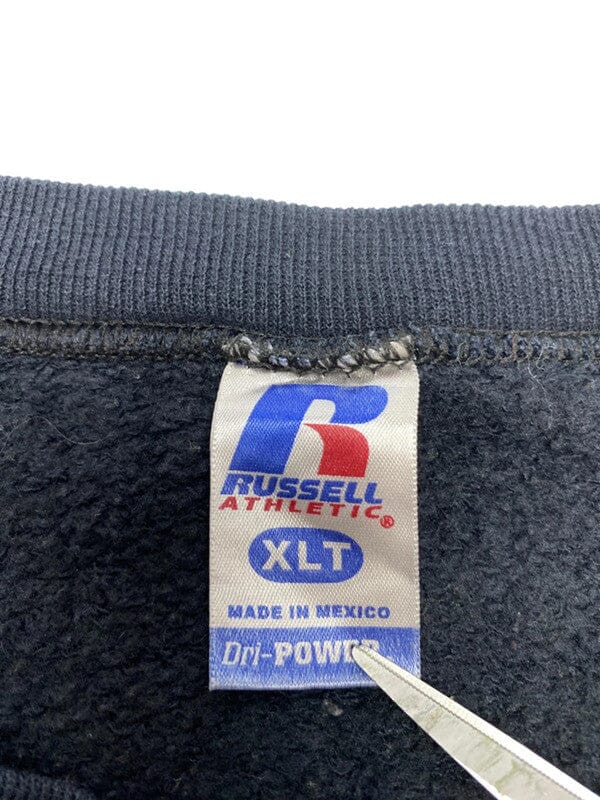 RUSSELL
ATHLETIC®
XLT
MADE IN MEXICO
Dri-POWER